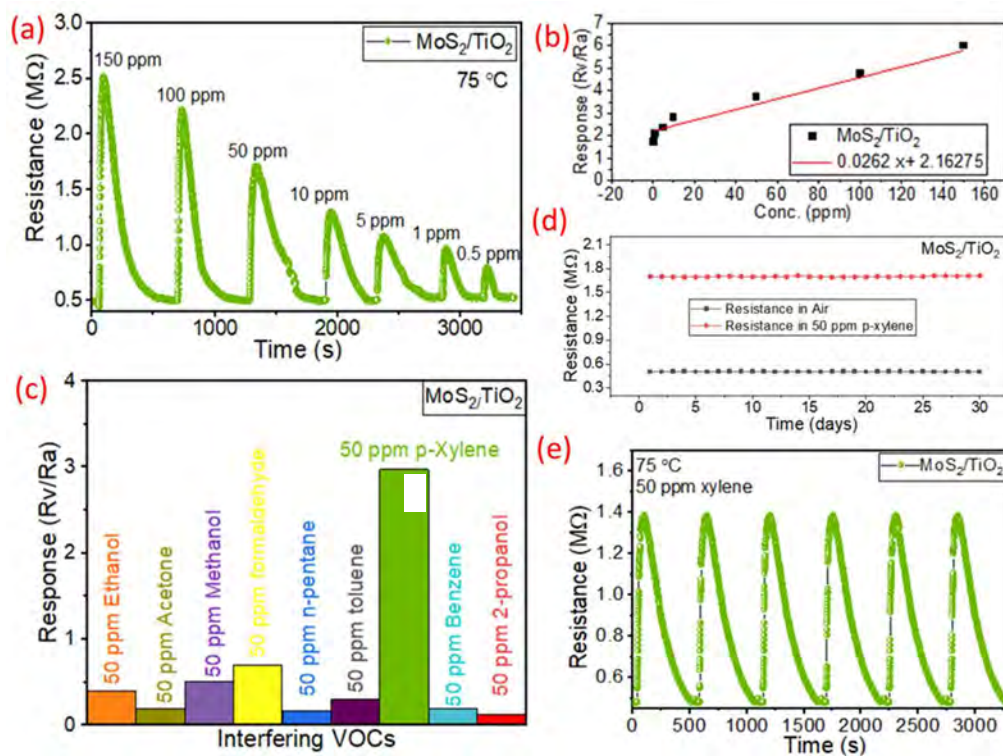 (a)
MoS2/TiO2
75 °C
150 ppm
100 ppm
50 ppm
10 ppm
5 ppm
1 ppm
0.5 ppm
Resistance (MΩ)
3.0
2.5
2.0
1.5
1.0
0.5
0 1000 2000 3000
Time (s)
(b)
Response (Rv/Ra)
7
6
5
4
3
2
1
0
MoS2/TiO2
0.0262 x+ 2.16275
-20 0 20 40 60 80 100 120 140 160
Conc. (ppm)
(d)
MoS2/TiO2
Resistance (MΩ)
2.1
1.8
1.5
1.2
0.9
0.6
0.3
Resistance in Air
Resistance in 50 ppm p-xylene
0 5 10 15 20 25 30
Time (days)
(c)
MoS2/TiO2
Response (Rv/Ra)
4
3
2
1
0
50 ppm Ethanol
50 ppm Acetone
50 ppm Methanol
50 ppm formaldehyde
50 ppm n-pentane
50 ppm toluene
50 ppm p-Xylene
50 ppm Benzene
50 ppm 2-propanol
Interfering VOCs
(e)
75 °C
50 ppm xylene
MoS2/TiO2
Resistance (MΩ)
1.6
1.4
1.2
1.0
0.8
0.6
0 500 1000 1500 2000 2500 3000
Time (s)